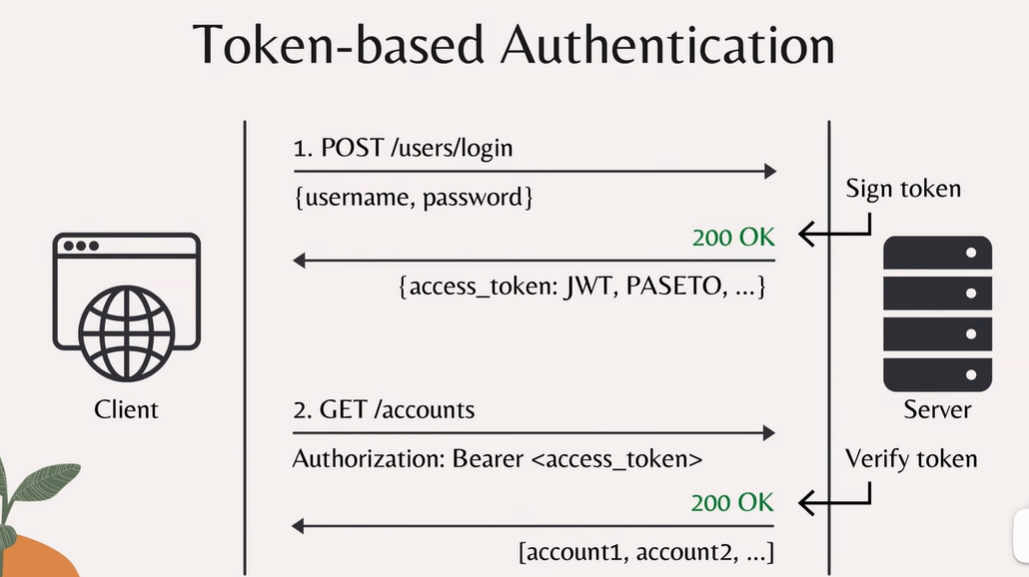 Token-based Authentication
1. POST /users/login
{username, password}
Sign token
200 OK
{access_token: JWT, PASETO, ...}
Client
Server
2. GET /accounts
Authorization: Bearer <access_token>
Verify token
200 OK
[account1, account2, ...]